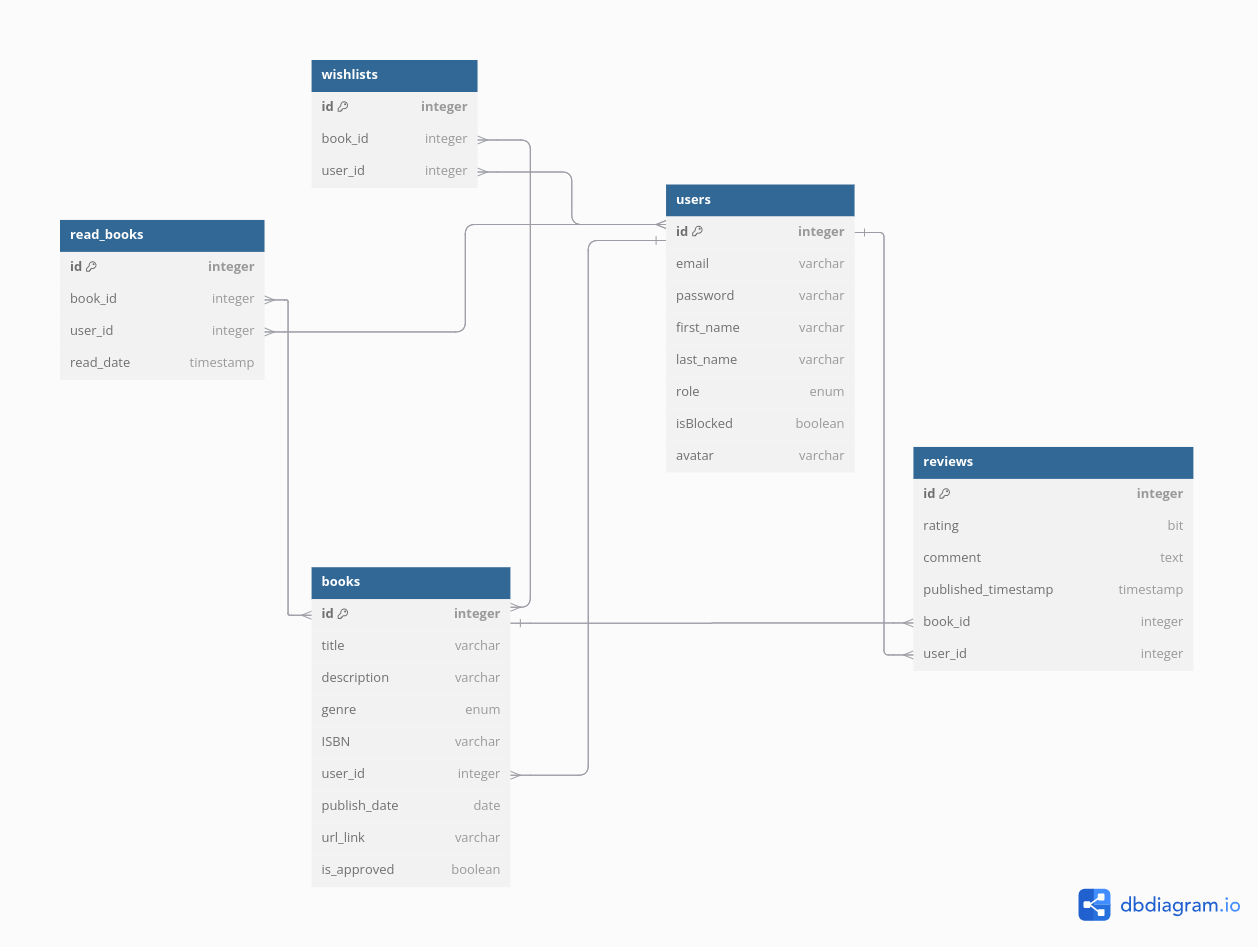 wishlists
id integer
book_id integer
user_id integer
read_books
id integer
book_id integer
user_id integer
read_date timestamp
users
id integer
email varchar
password varchar
first_name varchar
last_name varchar
role enum
isBlocked boolean
avatar varchar
reviews
id integer
rating bit
comment text
published_timestamp timestamp
book_id integer
user_id integer
books
id integer
title varchar
description varchar
genre enum
ISBN varchar
user_id integer
publish_date date
url_link varchar
is_approved boolean
dbdiagram.io